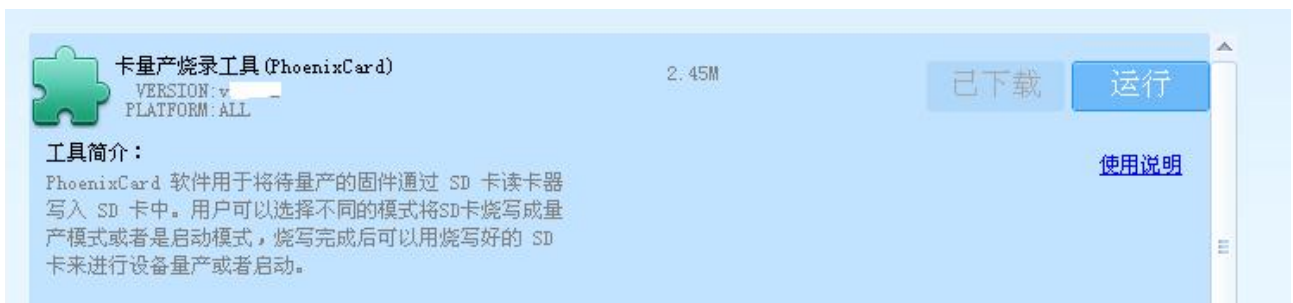 卡量产烧录工具(PhoenixCard)
2.45M
已下载
运行
VERSION:v
PLATFORM:ALL
工具简介：
使用说明
PhoenixCard 软件用于将待量产的固件通过 SD 卡读卡器
写入 SD 卡中。用户可以选择不同的模式将SD卡烧写成量
产模式或者是启动模式，烧写完成后可以用烧写好的 SD
卡来进行设备量产或者启动。